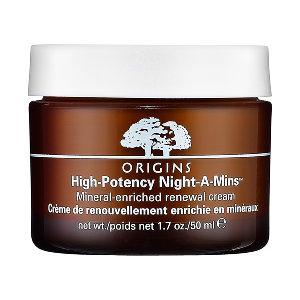 ORIGINS
High-Potency Night-A-Mins™
Mineral-enriched renewal cream
Crème de renouvellement enrichie en minéraux
net wt./poids net 1.7 oz./50 ml ℮